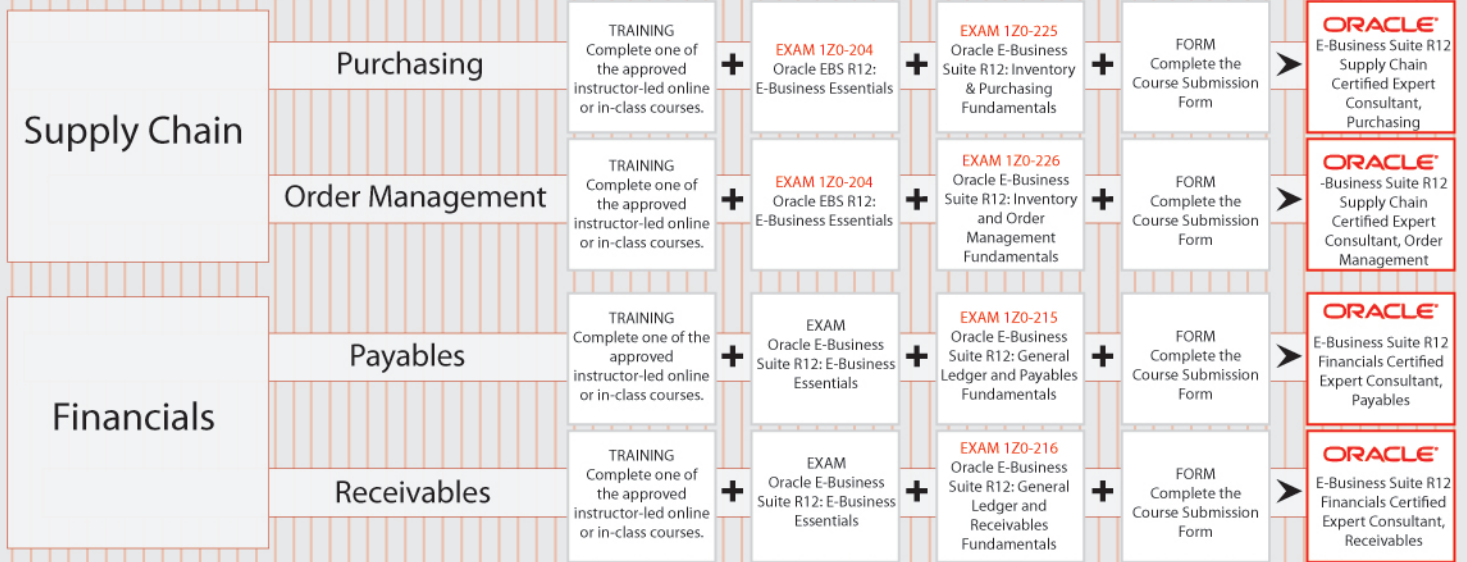 Supply Chain
Purchasing
TRAINING
Complete one of
the approved
instructor-led online
or in-class courses.
+
EXAM 1Z0-204
Oracle EBS R12:
E-Business Essentials
+
EXAM 1Z0-225
Oracle E-Business
Suite R12: Inventory
& Purchasing
Fundamentals
+
FORM
Complete the
Course Submission
Form
ORACLE®
E-Business Suite R12
Supply Chain
Certified Expert
Consultant,
Purchasing
Order Management
TRAINING
Complete one of
the approved
instructor-led online
or in-class courses.
+
EXAM 1Z0-204
Oracle EBS R12:
E-Business Essentials
+
EXAM 1Z0-226
Oracle E-Business
Suite R12: Inventory
and Order
Management
Fundamentals
+
FORM
Complete the
Course Submission
Form
ORACLE®
-Business Suite R12
Supply Chain
Certified Expert
Consultant, Order
Management
Financials
Payables
TRAINING
Complete one of the
approved
instructor-led online
or in-class courses.
+
EXAM
Oracle E-Business
Suite R12: E-Business
Essentials
+
EXAM 1Z0-215
Oracle E-Business
Suite R12: General
Ledger and Payables
Fundamentals
+
FORM
Complete the
Course Submission
Form
ORACLE®
E-Business Suite R12
Financials Certified
Expert Consultant,
Payables
Receivables
TRAINING
Complete one of
the approved
instructor-led online
or in-class courses.
+
EXAM
Oracle E-Business
Suite R12: E-Business
Essentials
+
EXAM 1Z0-216
Oracle E-Business
Suite R12: General
Ledger and
Receivables
Fundamentals
+
FORM
Complete the
Course Submission
Form
ORACLE®
E-Business Suite R12
Financials Certified
Expert Consultant,
Receivables